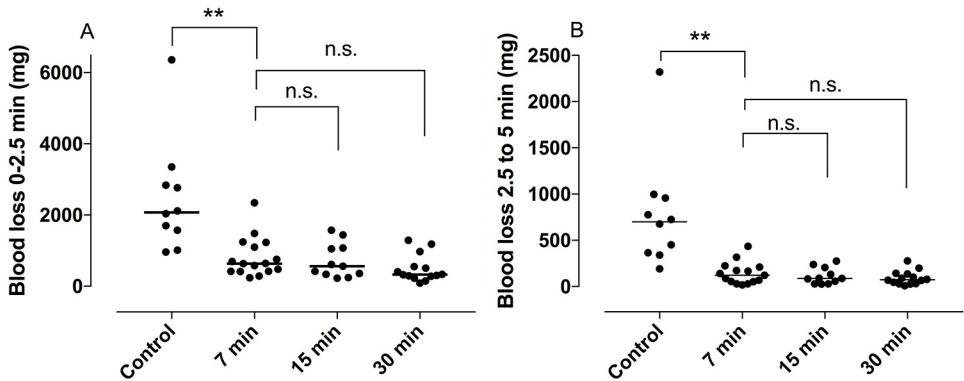 A
**
n.s.
n.s.
Blood loss 0-2.5 min (mg)
6000
4000
2000
0
Control
7 min
15 min
30 min
B
**
n.s.
n.s.
Blood loss 2.5 to 5 min (mg)
2500
2000
1500
1000
500
0
Control
7 min
15 min
30 min